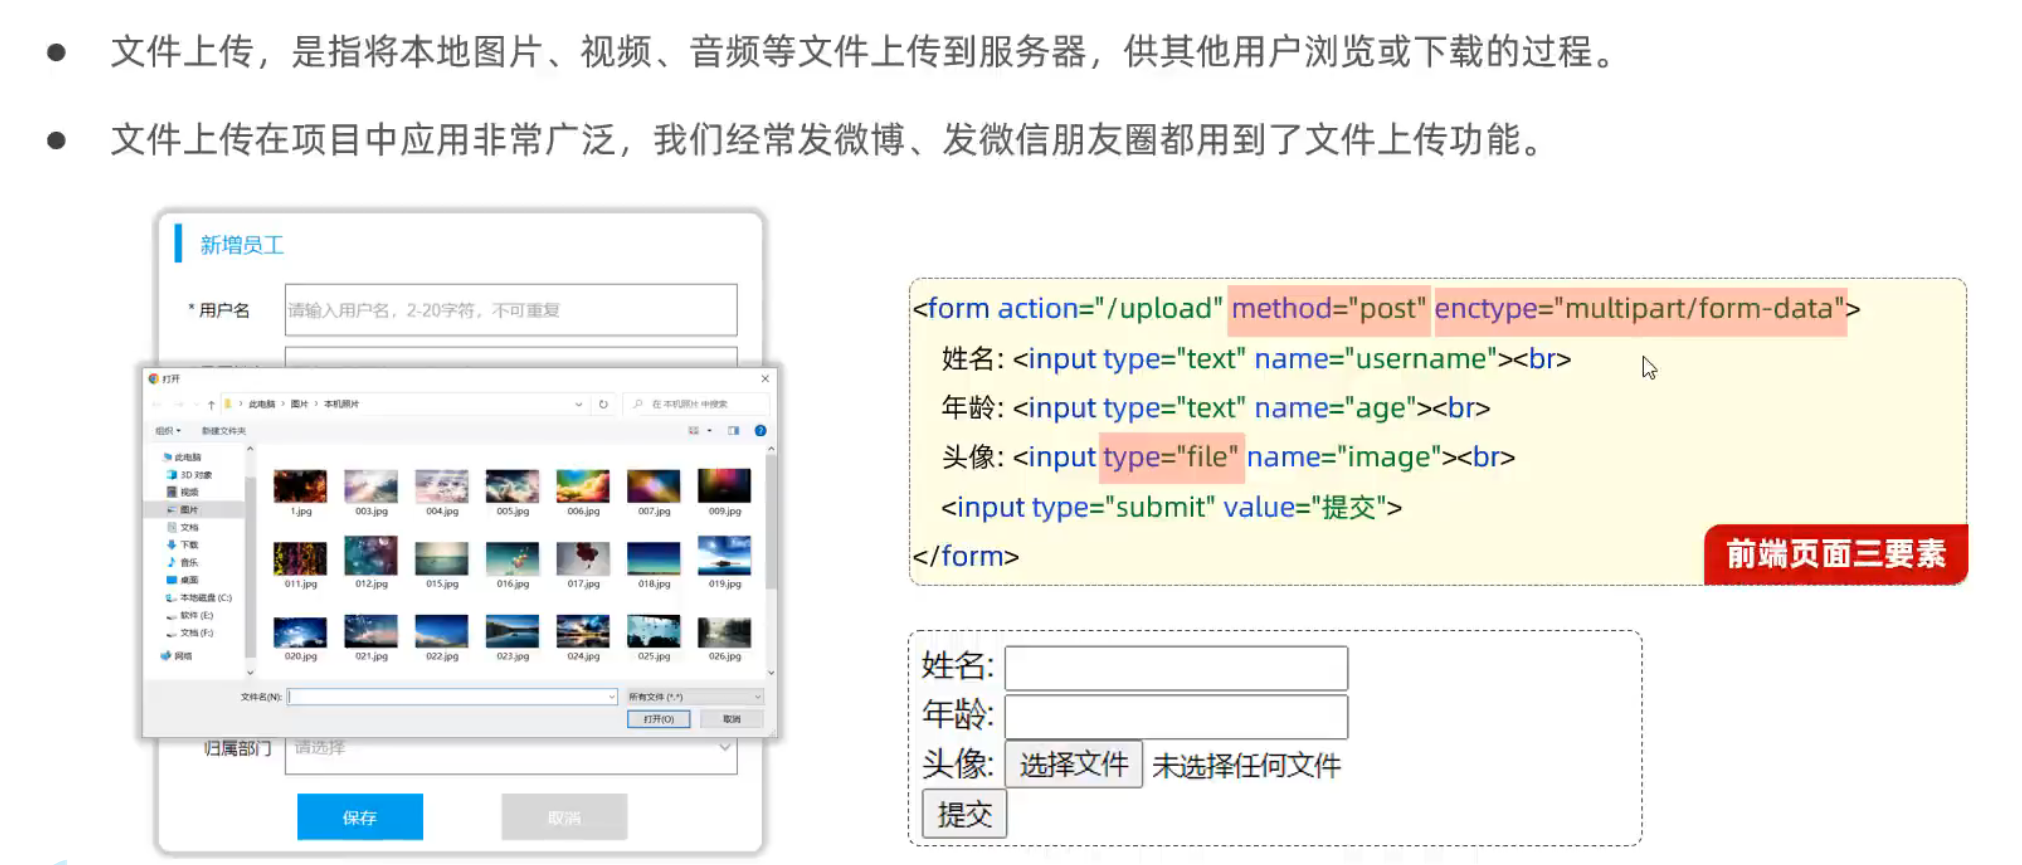 文件上传，是指将本地图片、视频、音频等文件上传到服务器，供其他用户浏览或下载的过程。
文件上传在项目中应用非常广泛，我们经常发微博、发微信朋友圈都用到了文件上传功能。
新增员工
* 用户名
请输入用户名，2-20字符，不可重复
打开
此电脑 › 图片 › 本机照片
在 本机照片 中搜索
组织
新建文件夹
此电脑
3D 对象
视频
图片
文档
下载
音乐
桌面
本地磁盘 (C:)
软件 (E:)
文档 (F:)
网络
1.jpg
003.jpg
004.jpg
005.jpg
006.jpg
007.jpg
009.jpg
011.jpg
012.jpg
015.jpg
016.jpg
017.jpg
018.jpg
019.jpg
020.jpg
021.jpg
022.jpg
023.jpg
024.jpg
025.jpg
026.jpg
文件名(N):
所有文件 (*.*)
打开(O)
取消
归属部门
请选择
保存
取消
<form action="/upload" method="post" enctype="multipart/form-data">
姓名: <input type="text" name="username"><br>
年龄: <input type="text" name="age"><br>
头像: <input type="file" name="image"><br>
<input type="submit" value="提交">
</form>
前端页面三要素
姓名:
年龄:
头像: 选择文件 未选择任何文件
提交